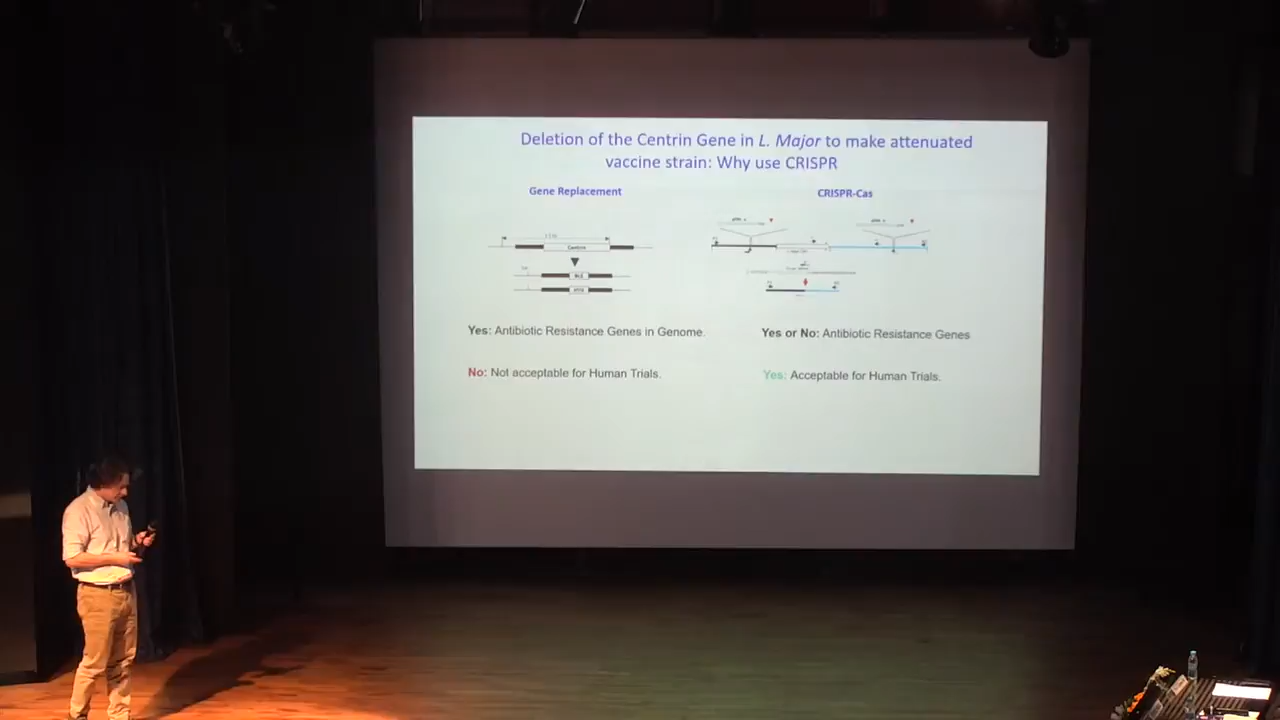 Deletion of the Centrin Gene in L. Major to make attenuated
vaccine strain: Why use CRISPR
Gene Replacement
CRISPR-Cas
Centrin
Yes: Antibiotic Resistance Genes in Genome.
Yes or No: Antibiotic Resistance Genes
No: Not acceptable for Human Trials.
Yes: Acceptable for Human Trials.